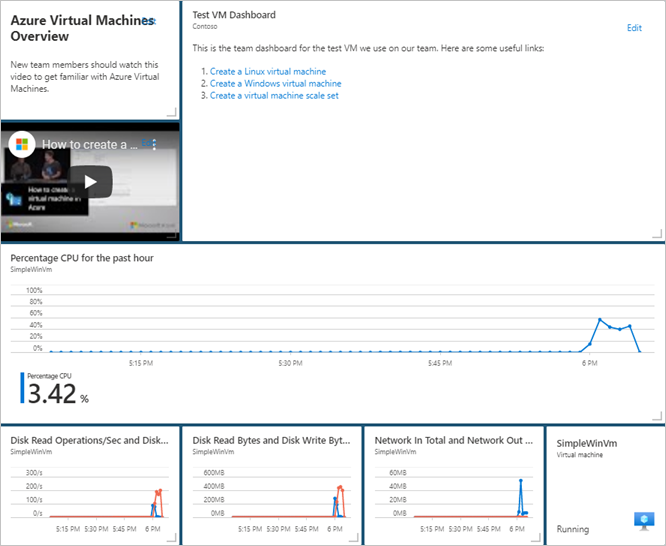 Azure Virtual Machines
Overview
New team members should watch this
video to get familiar with Azure Virtual
Machines.
Test VM Dashboard
Contoso
Edit
This is the team dashboard for the test VM we use on our team. Here are some useful links:
1. Create a Linux virtual machine
2. Create a Windows virtual machine
3. Create a virtual machine scale set
How to create a ...
How to create a
virtual machine in
Azure
Microsoft
Percentage CPU for the past hour
SimpleWinVm
100%
80%
60%
40%
20%
0%
5:15 PM 5:30 PM 5:45 PM 6 PM
Percentage CPU
3.42 %
Disk Read Operations/Sec and Disk...
SimpleWinVm
300/s
200/s
100/s
0/s
5:15 PM 5:30 PM 5:45 PM 6 PM
Disk Read Bytes and Disk Write Byt...
SimpleWinVm
600MB
400MB
200MB
0MB
5:15 PM 5:30 PM 5:45 PM 6 PM
Network In Total and Network Out ...
SimpleWinVm
60MB
40MB
20MB
0MB
5:15 PM 5:30 PM 5:45 PM 6 PM
SimpleWinVm
Virtual machine
Running